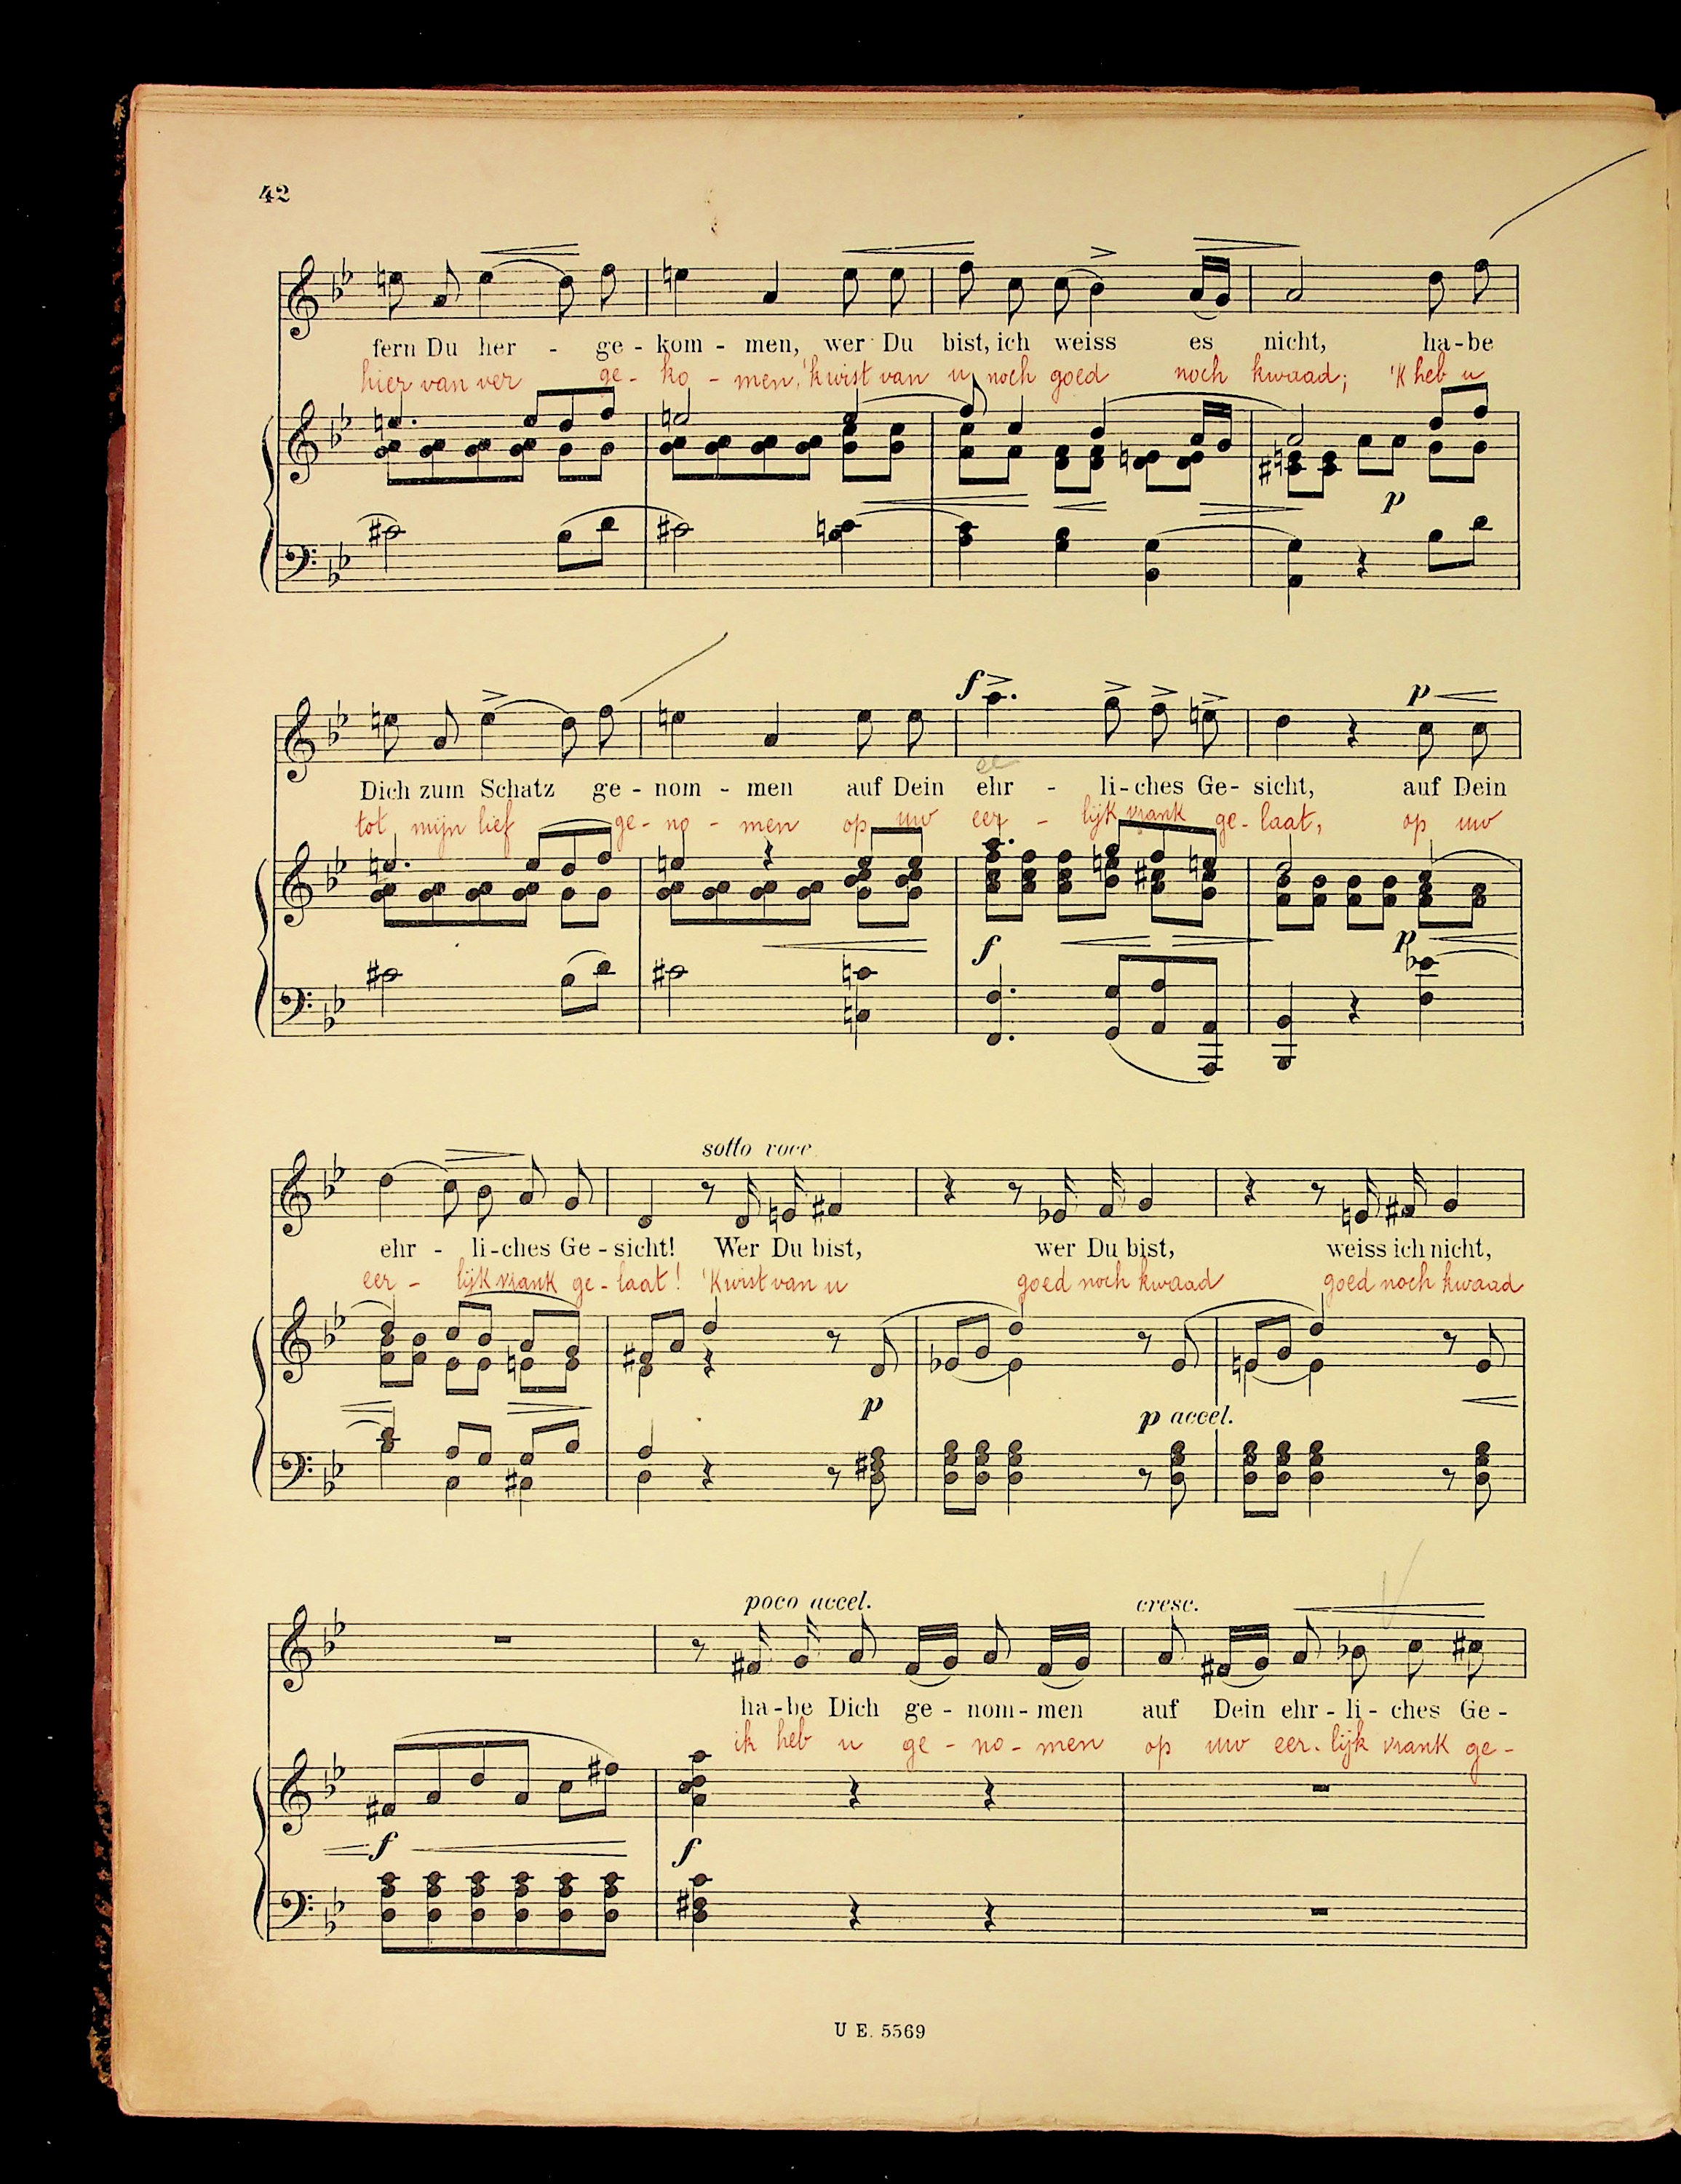 42
fern Du her - ge - kom - men, wer Du bist, ich weiss es nicht, ha - be
hier van ver ge - ko - men, 'k wist van u noch goed noch kwaad; 'K heb u
p
f p
Dich zum Schatz ge - nom - men auf Dein ehr - li - ches Ge - sicht, auf Dein
ee
tot mijn lief ge - no - men op uw eer - lijk vrank ge - laat, op uw
f p
sotto voce
ehr - li - ches Ge - sicht! Wer Du bist, wer Du bist, weiss ich nicht,
eer - lijk vrank ge - laat! 'K wist van u goed noch kwaad goed noch kwaad
p p accel.
poco accel. cresc.
ha - be Dich ge - nom - men auf Dein ehr - li - ches Ge -
ik heb u ge - no - men op uw eer - lijk vrank ge -
f f
U E. 5569